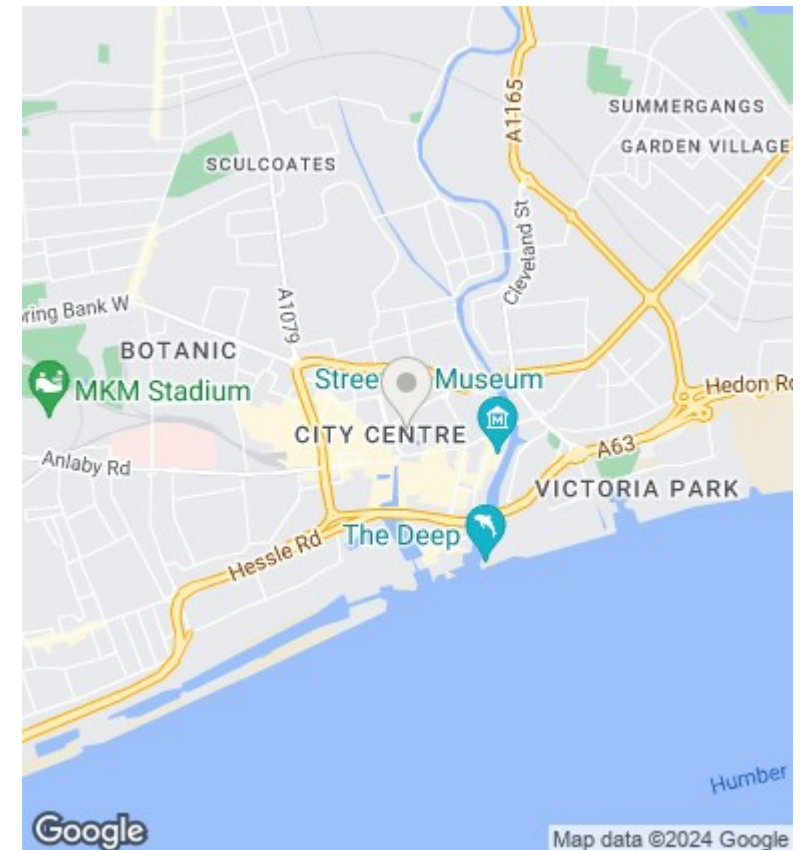 A1165
SUMMERGANGS
GARDEN VILLAGE
SCULCOATES
Cleveland St
ring Bank W
A1079
BOTANIC
MKM Stadium
Stree Museum
Hedon Rd
CITY CENTRE
Anlaby Rd
A63
VICTORIA PARK
The Deep
Hessle Rd
Humber
Google
Map data ©2024 Google